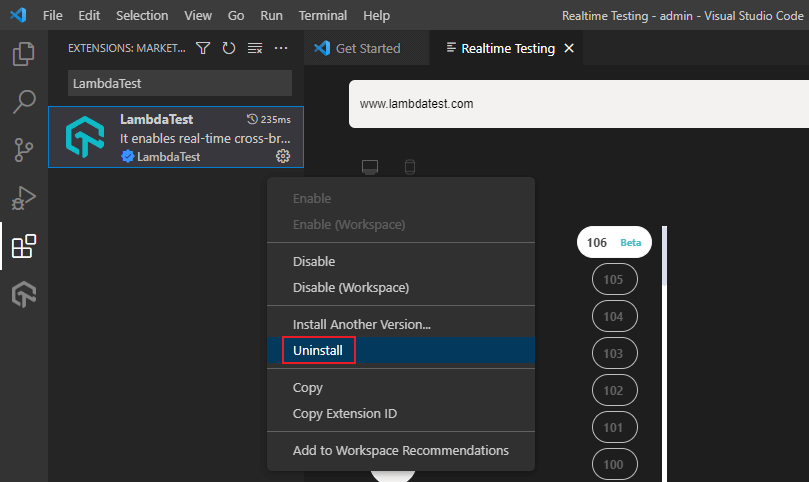 File Edit Selection View Go Run Terminal Help Realtime Testing - admin - Visual Studio Code
EXTENSIONS: MARKET...
Get Started
Realtime Testing
LambdaTest
LambdaTest 235ms
It enables real-time cross-br...
LambdaTest
www.lambdatest.com
Enable
Enable (Workspace)
Disable
Disable (Workspace)
Install Another Version...
Uninstall
Copy
Copy Extension ID
Add to Workspace Recommendations
106 Beta
105
104
103
102
101
100